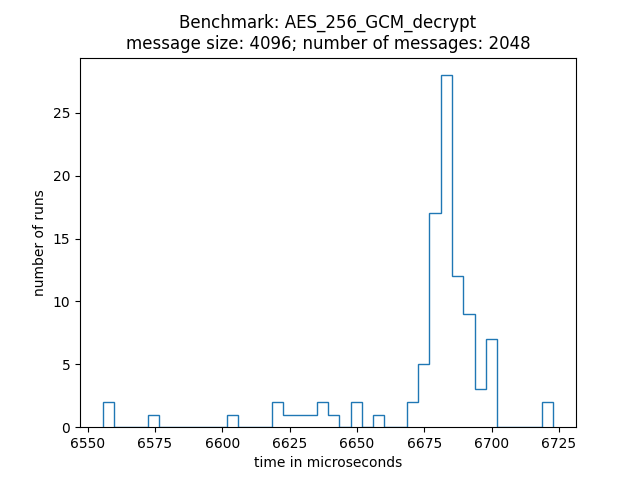 Benchmark: AES_256_GCM_decrypt
message size: 4096; number of messages: 2048
number of runs
25
20
15
10
5
0
6550 6575 6600 6625 6650 6675 6700 6725
time in microseconds